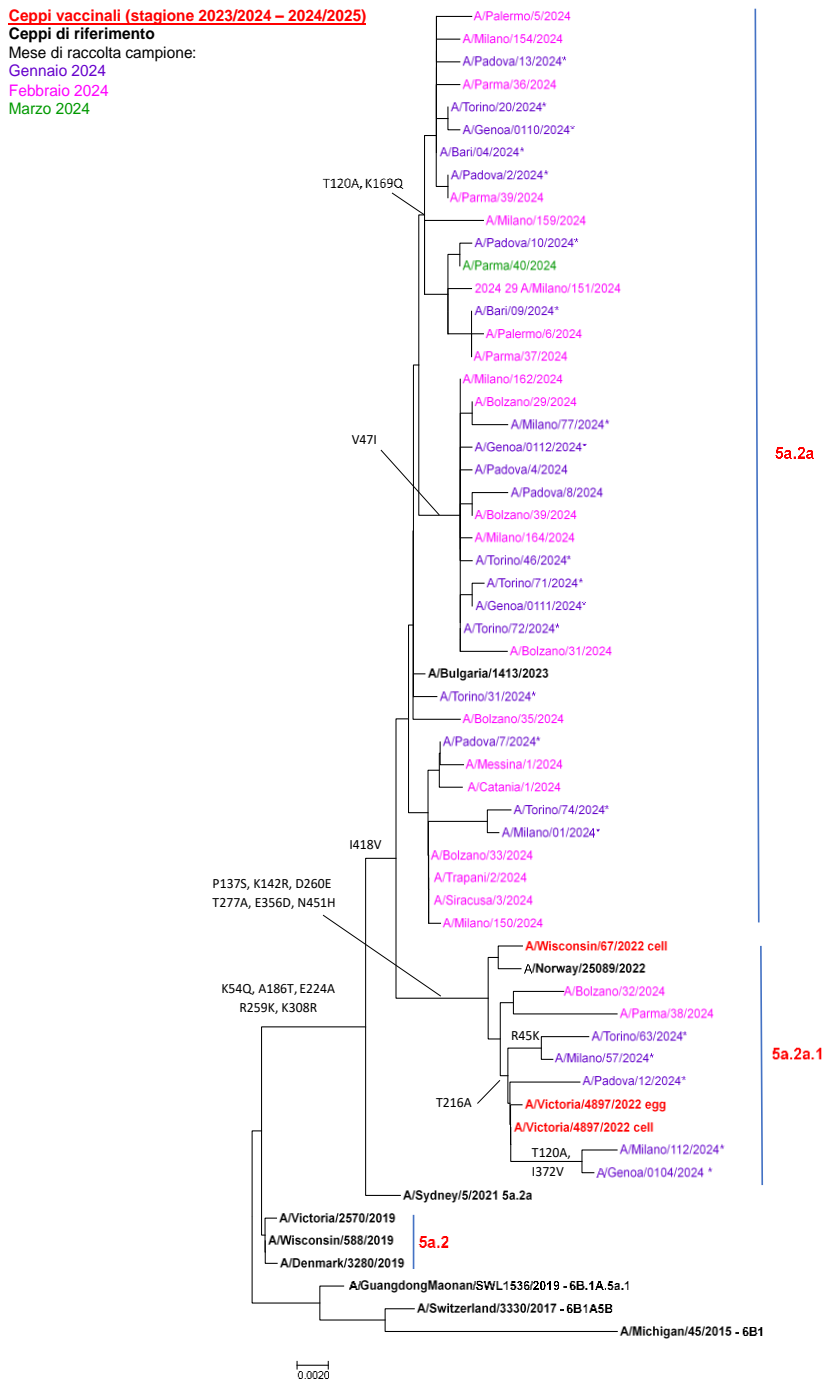 Ceppi vaccinali (stagione 2023/2024 – 2024/2025)
Ceppi di riferimento
Mese di raccolta campione:
Gennaio 2024
Febbraio 2024
Marzo 2024
A/Palermo/5/2024
A/Milano/154/2024
A/Padova/13/2024*
A/Parma/36/2024
A/Torino/20/2024*
A/Genoa/0110/2024*
A/Bari/04/2024*
A/Padova/2/2024*
T120A, K169Q
A/Parma/39/2024
A/Milano/159/2024
A/Padova/10/2024*
A/Parma/40/2024
2024 29 A/Milano/151/2024
A/Bari/09/2024*
A/Palermo/6/2024
A/Parma/37/2024
A/Milano/162/2024
A/Bolzano/29/2024
A/Milano/77/2024*
V47I
A/Genoa/0112/2024*
5a.2a
A/Padova/4/2024
A/Padova/8/2024
A/Bolzano/39/2024
A/Milano/164/2024
A/Torino/46/2024*
A/Torino/71/2024*
A/Genoa/0111/2024*
A/Torino/72/2024*
A/Bolzano/31/2024
A/Bulgaria/1413/2023
A/Torino/31/2024*
A/Bolzano/35/2024
A/Padova/7/2024*
A/Messina/1/2024
A/Catania/1/2024
A/Torino/74/2024*
A/Milano/01/2024*
I418V
A/Bolzano/33/2024
A/Trapani/2/2024
P137S, K142R, D260E
T277A, E356D, N451H
A/Siracusa/3/2024
A/Milano/150/2024
A/Wisconsin/67/2022 cell
A/Norway/25089/2022
K54Q, A186T, E224A
R259K, K308R
A/Bolzano/32/2024
A/Parma/38/2024
R45K
A/Torino/63/2024*
A/Milano/57/2024*
5a.2a.1
A/Padova/12/2024*
T216A
A/Victoria/4897/2022 egg
A/Victoria/4897/2022 cell
T120A,
I372V
A/Milano/112/2024*
A/Genoa/0104/2024 *
A/Sydney/5/2021 5a.2a
A/Victoria/2570/2019
A/Wisconsin/588/2019
5a.2
A/Denmark/3280/2019
A/GuangdongMaonan/SWL1536/2019 - 6B.1A.5a.1
A/Switzerland/3330/2017 - 6B1A5B
A/Michigan/45/2015 - 6B1
0.0020